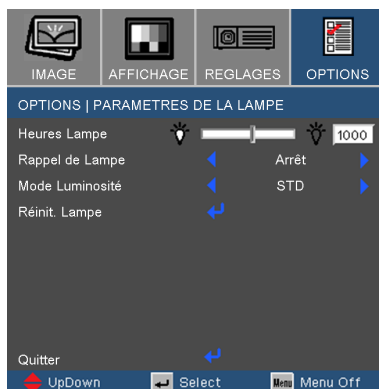 IMAGE AFFICHAGE REGLAGES OPTIONS
OPTIONS | PARAMETRES DE LA LAMPE
Heures Lampe 1000
Rappel de Lampe Arrêt
Mode Luminosité STD
Réinit. Lampe
Quitter
UpDown Select Menu Menu Off